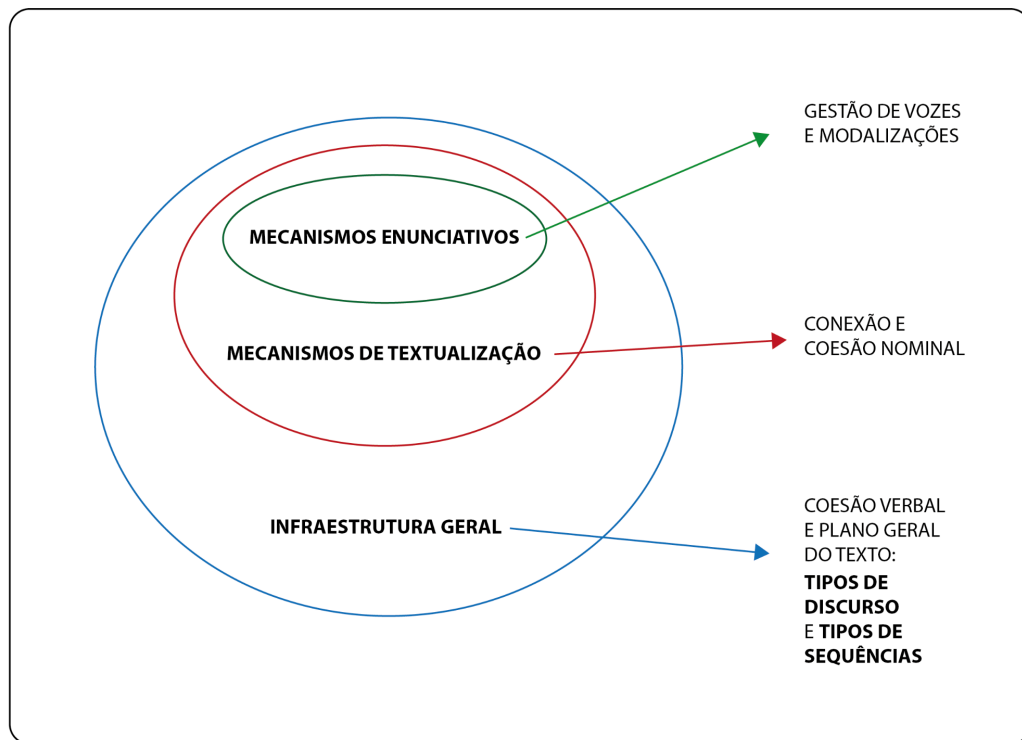 GESTÃO DE VOZES
E MODALIZAÇÕES
MECANISMOS ENUNCIATIVOS
CONEXÃO E
COESÃO NOMINAL
MECANISMOS DE TEXTUALIZAÇÃO
COESÃO VERBAL
E PLANO GERAL
DO TEXTO:
TIPOS DE
DISCURSO
E TIPOS DE
SEQUÊNCIAS
INFRAESTRUTURA GERAL